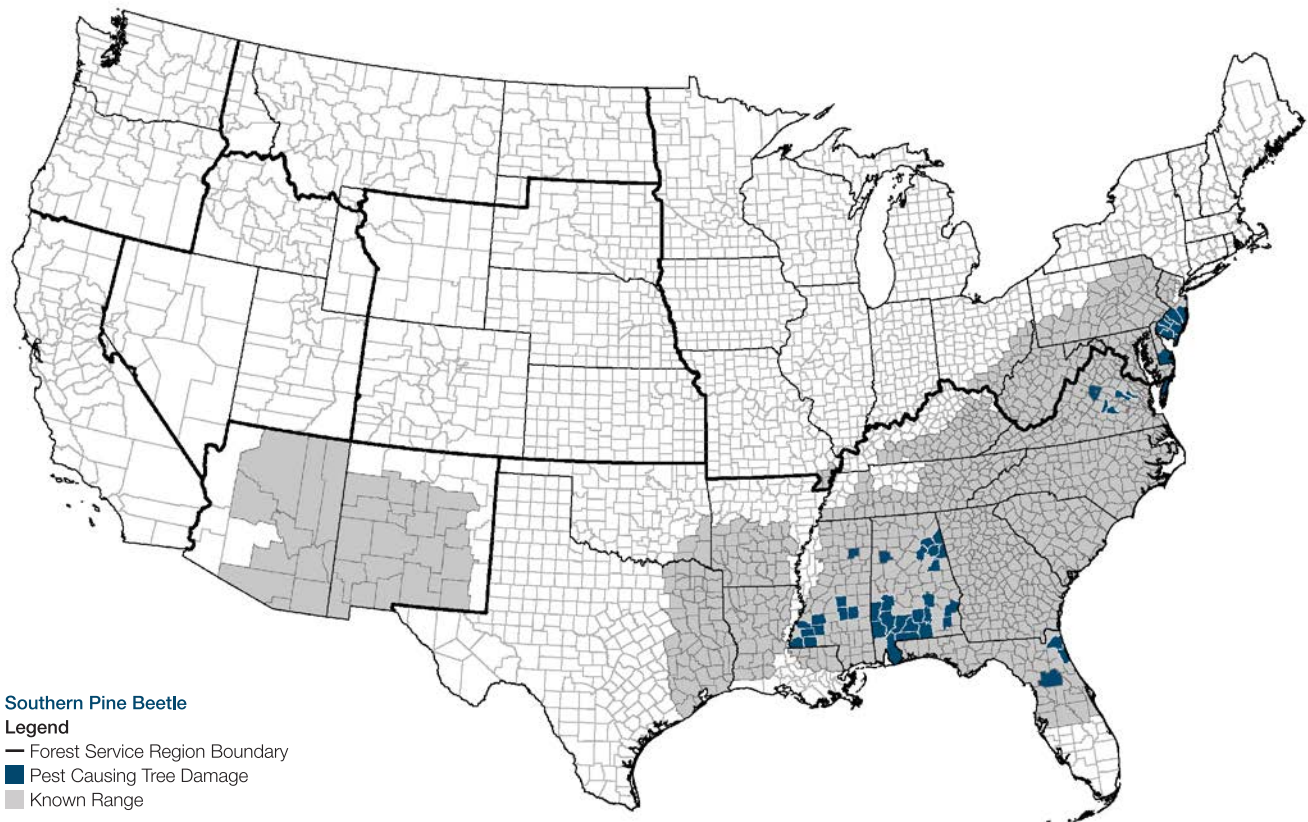 Southern Pine Beetle
Legend
Forest Service Region Boundary
Pest Causing Tree Damage
Known Range